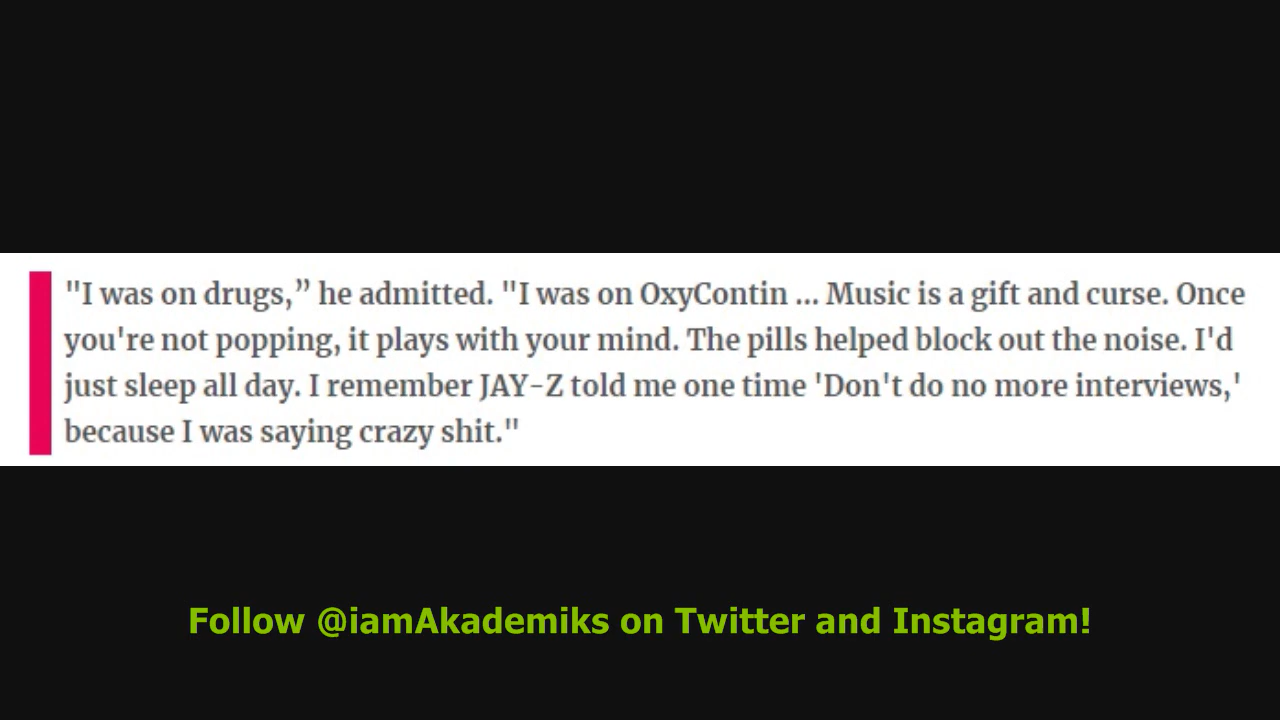 "I was on drugs,” he admitted. "I was on OxyContin ... Music is a gift and curse. Once
you're not popping, it plays with your mind. The pills helped block out the noise. I'd
just sleep all day. I remember JAY-Z told me one time 'Don't do no more interviews,'
because I was saying crazy shit."
Follow @iamAkademiks on Twitter and Instagram!